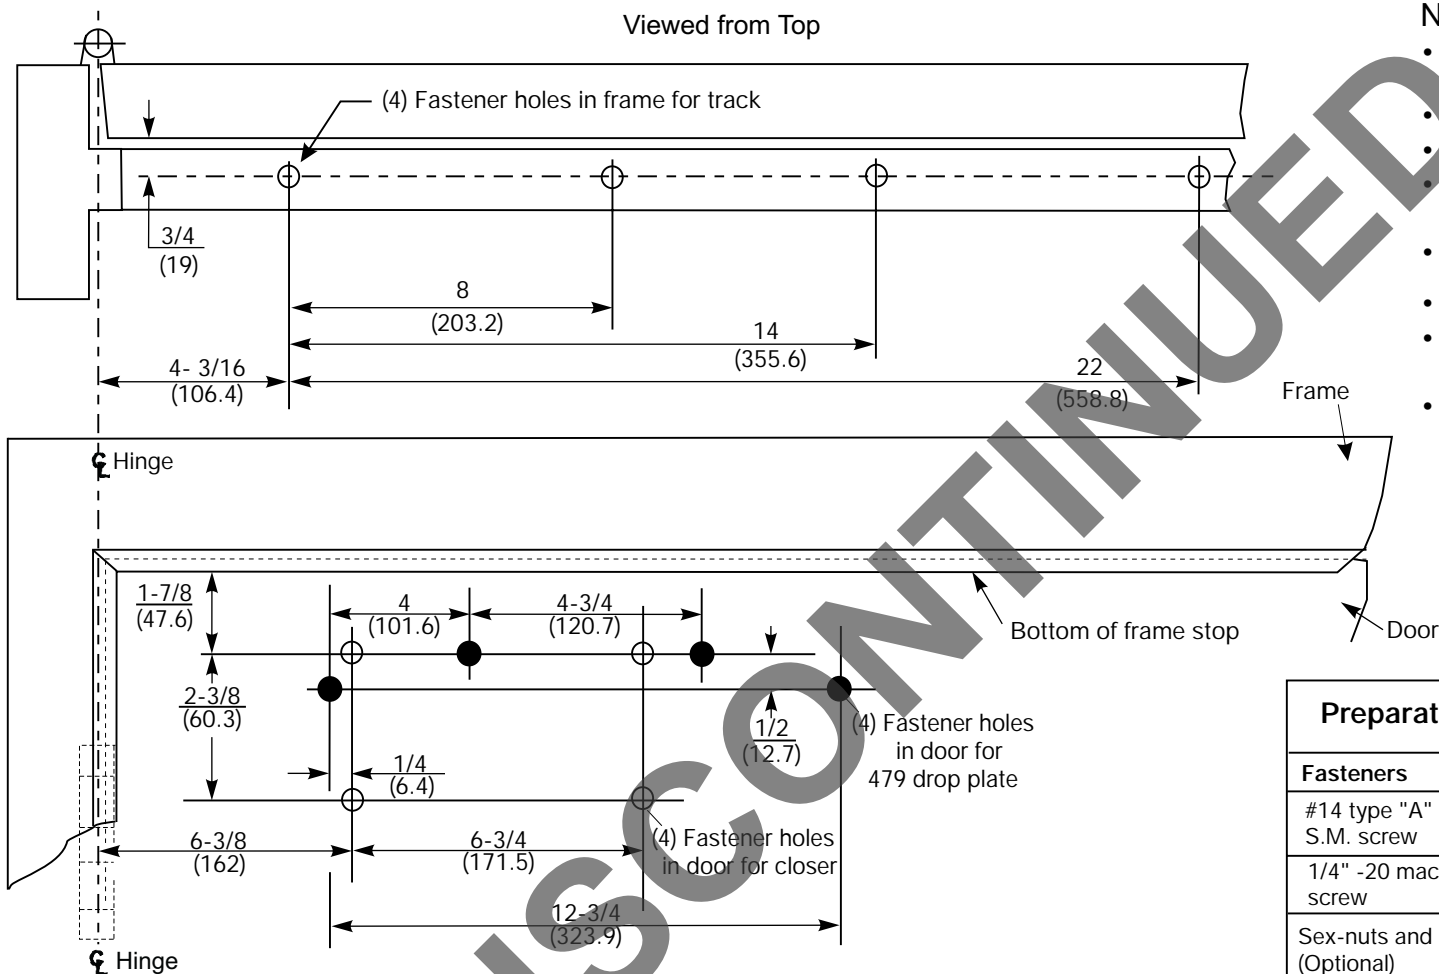 Viewed from Top
N
(4) Fastener holes in frame for track
3/4
(19)
8
(203.2)
14
(355.6)
4- 3/16
(106.4)
22
(558.8)
Frame
℄ Hinge
1-7/8
(47.6)
4
(101.6)
4-3/4
(120.7)
Bottom of frame stop
Door
2-3/8
(60.3)
1/2
(12.7)
(4) Fastener holes
in door for
479 drop plate
1/4
(6.4)
6-3/8
(162)
6-3/4
(171.5)
(4) Fastener holes
in door for closer
12-3/4
(323.9)
℄ Hinge
Preparat
Fasteners
#14 type "A"
S.M. screw
1/4" -20 mac
screw
Sex-nuts and
(Optional)
ISCONTINUED